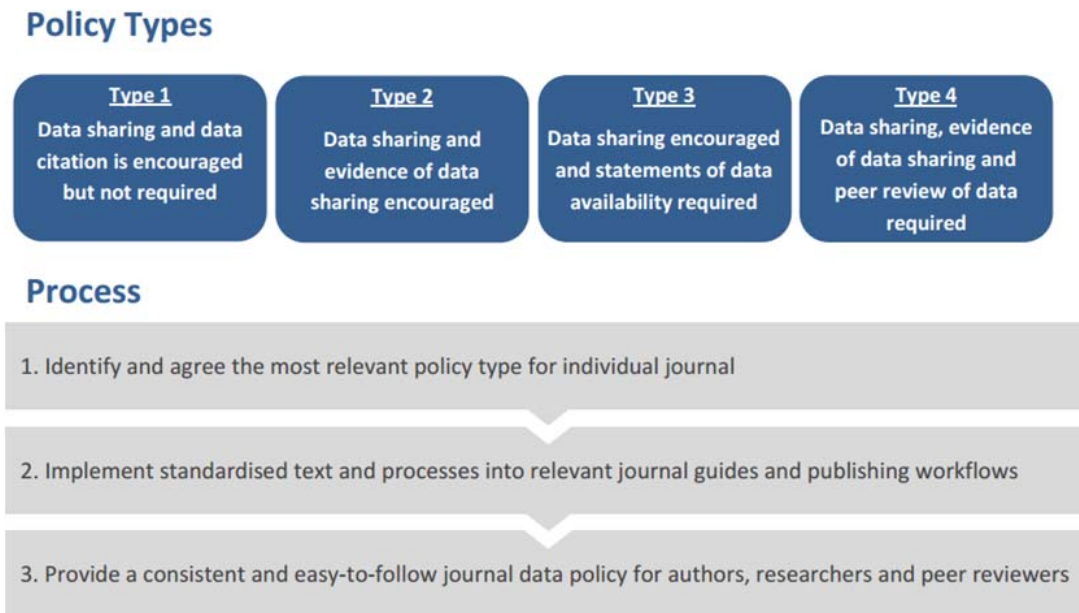 Policy Types
Type 1
Data sharing and data
citation is encouraged
but not required
Type 2
Data sharing and
evidence of data
sharing encouraged
Type 3
Data sharing encouraged
and statements of data
availability required
Type 4
Data sharing, evidence
of data sharing and
peer review of data
required
Process
1. Identify and agree the most relevant policy type for individual journal
2. Implement standardised text and processes into relevant journal guides and publishing workflows
3. Provide a consistent and easy-to-follow journal data policy for authors, researchers and peer reviewers